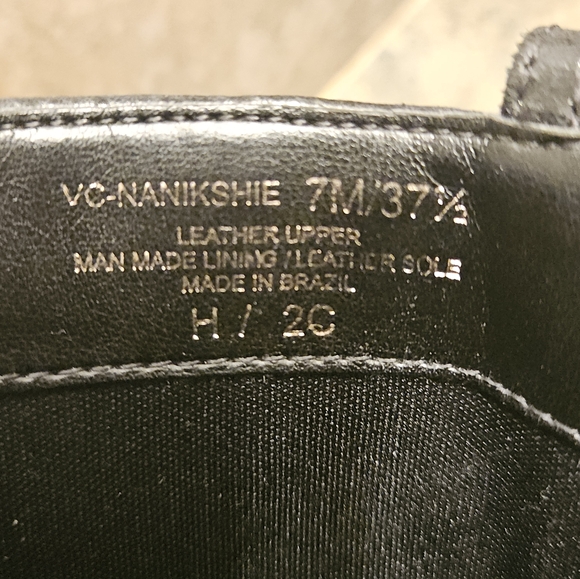 VC-NANIKSHIE 7M/37½
LEATHER UPPER
MAN MADE LINING / LEATHER SOLE
MADE IN BRAZIL
H / 2C